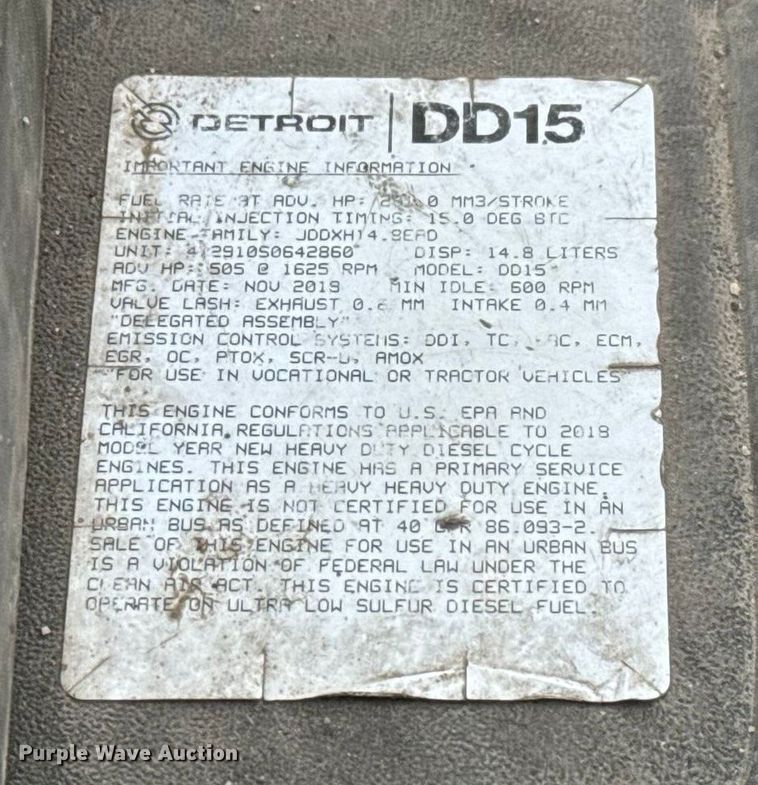 DETROIT | DD15
IMPORTANT ENGINE INFORMATION
FUEL RATE AT ADV. HP: MM3/STROKE
INITIAL INJECTION TIMING: 15.0 DEG BTC
ENGINE FAMILY:
UNIT: DISP: 14.8 LITERS
ADV HP: 505 @ 1625 RPM MODEL: DD15
MFG. DATE: NOV 2019 MIN IDLE: 600 RPM
VALVE LASH: EXHAUST MM INTAKE 0.4 MM
"DELEGATED ASSEMBLY"
EMISSION CONTROL SYSTEMS: DDI, TC, ECM,
EGR, OC, PTOX, SCR-U, AMOX
"FOR USE IN VOCATIONAL OR TRACTOR VEHICLES"
THIS ENGINE CONFORMS TO U.S. EPA AND
CALIFORNIA REGULATIONS APPLICABLE TO 2019
MODEL YEAR NEW HEAVY DUTY DIESEL CYCLE
ENGINES. THIS ENGINE HAS A PRIMARY SERVICE
APPLICATION AS A HEAVY HEAVY DUTY ENGINE.
THIS ENGINE IS NOT CERTIFIED FOR USE IN AN
URBAN BUS AS DEFINED AT 40 CFR 86.093-2.
SALE OF THIS ENGINE FOR USE IN AN URBAN BUS
IS A VIOLATION OF FEDERAL LAW UNDER THE
CLEAN AIR ACT. THIS ENGINE IS CERTIFIED TO
OPERATE ON ULTRA LOW SULFUR DIESEL FUEL.
Purple Wave Auction